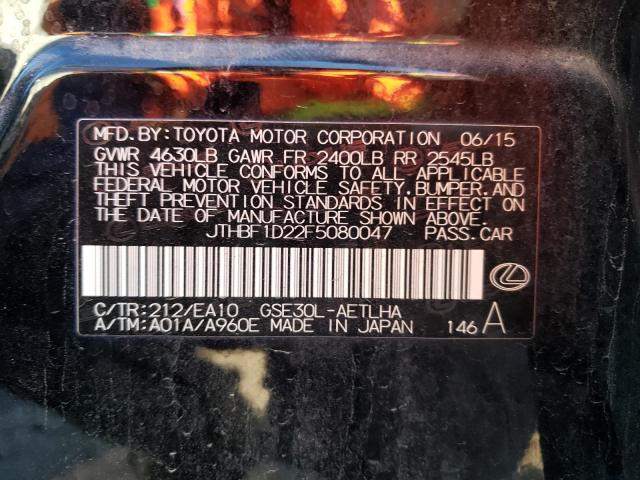 MFD.BY:TOYOTA MOTOR CORPORATION 06/15
GVWR 4630LB GAWR FR 2400LB RR 2545LB
THIS VEHICLE CONFORMS TO ALL APPLICABLE
FEDERAL MOTOR VEHICLE SAFETY,BUMPER,AND
THEFT PREVENTION STANDARDS IN EFFECT ON
THE DATE OF MANUFACTURE SHOWN ABOVE.
JTHBF1D22F5080047 PASS.CAR
C/TR:212/EA10 GSE30L-AETLHA
A/TM:A01A/A960E MADE IN JAPAN 146 A